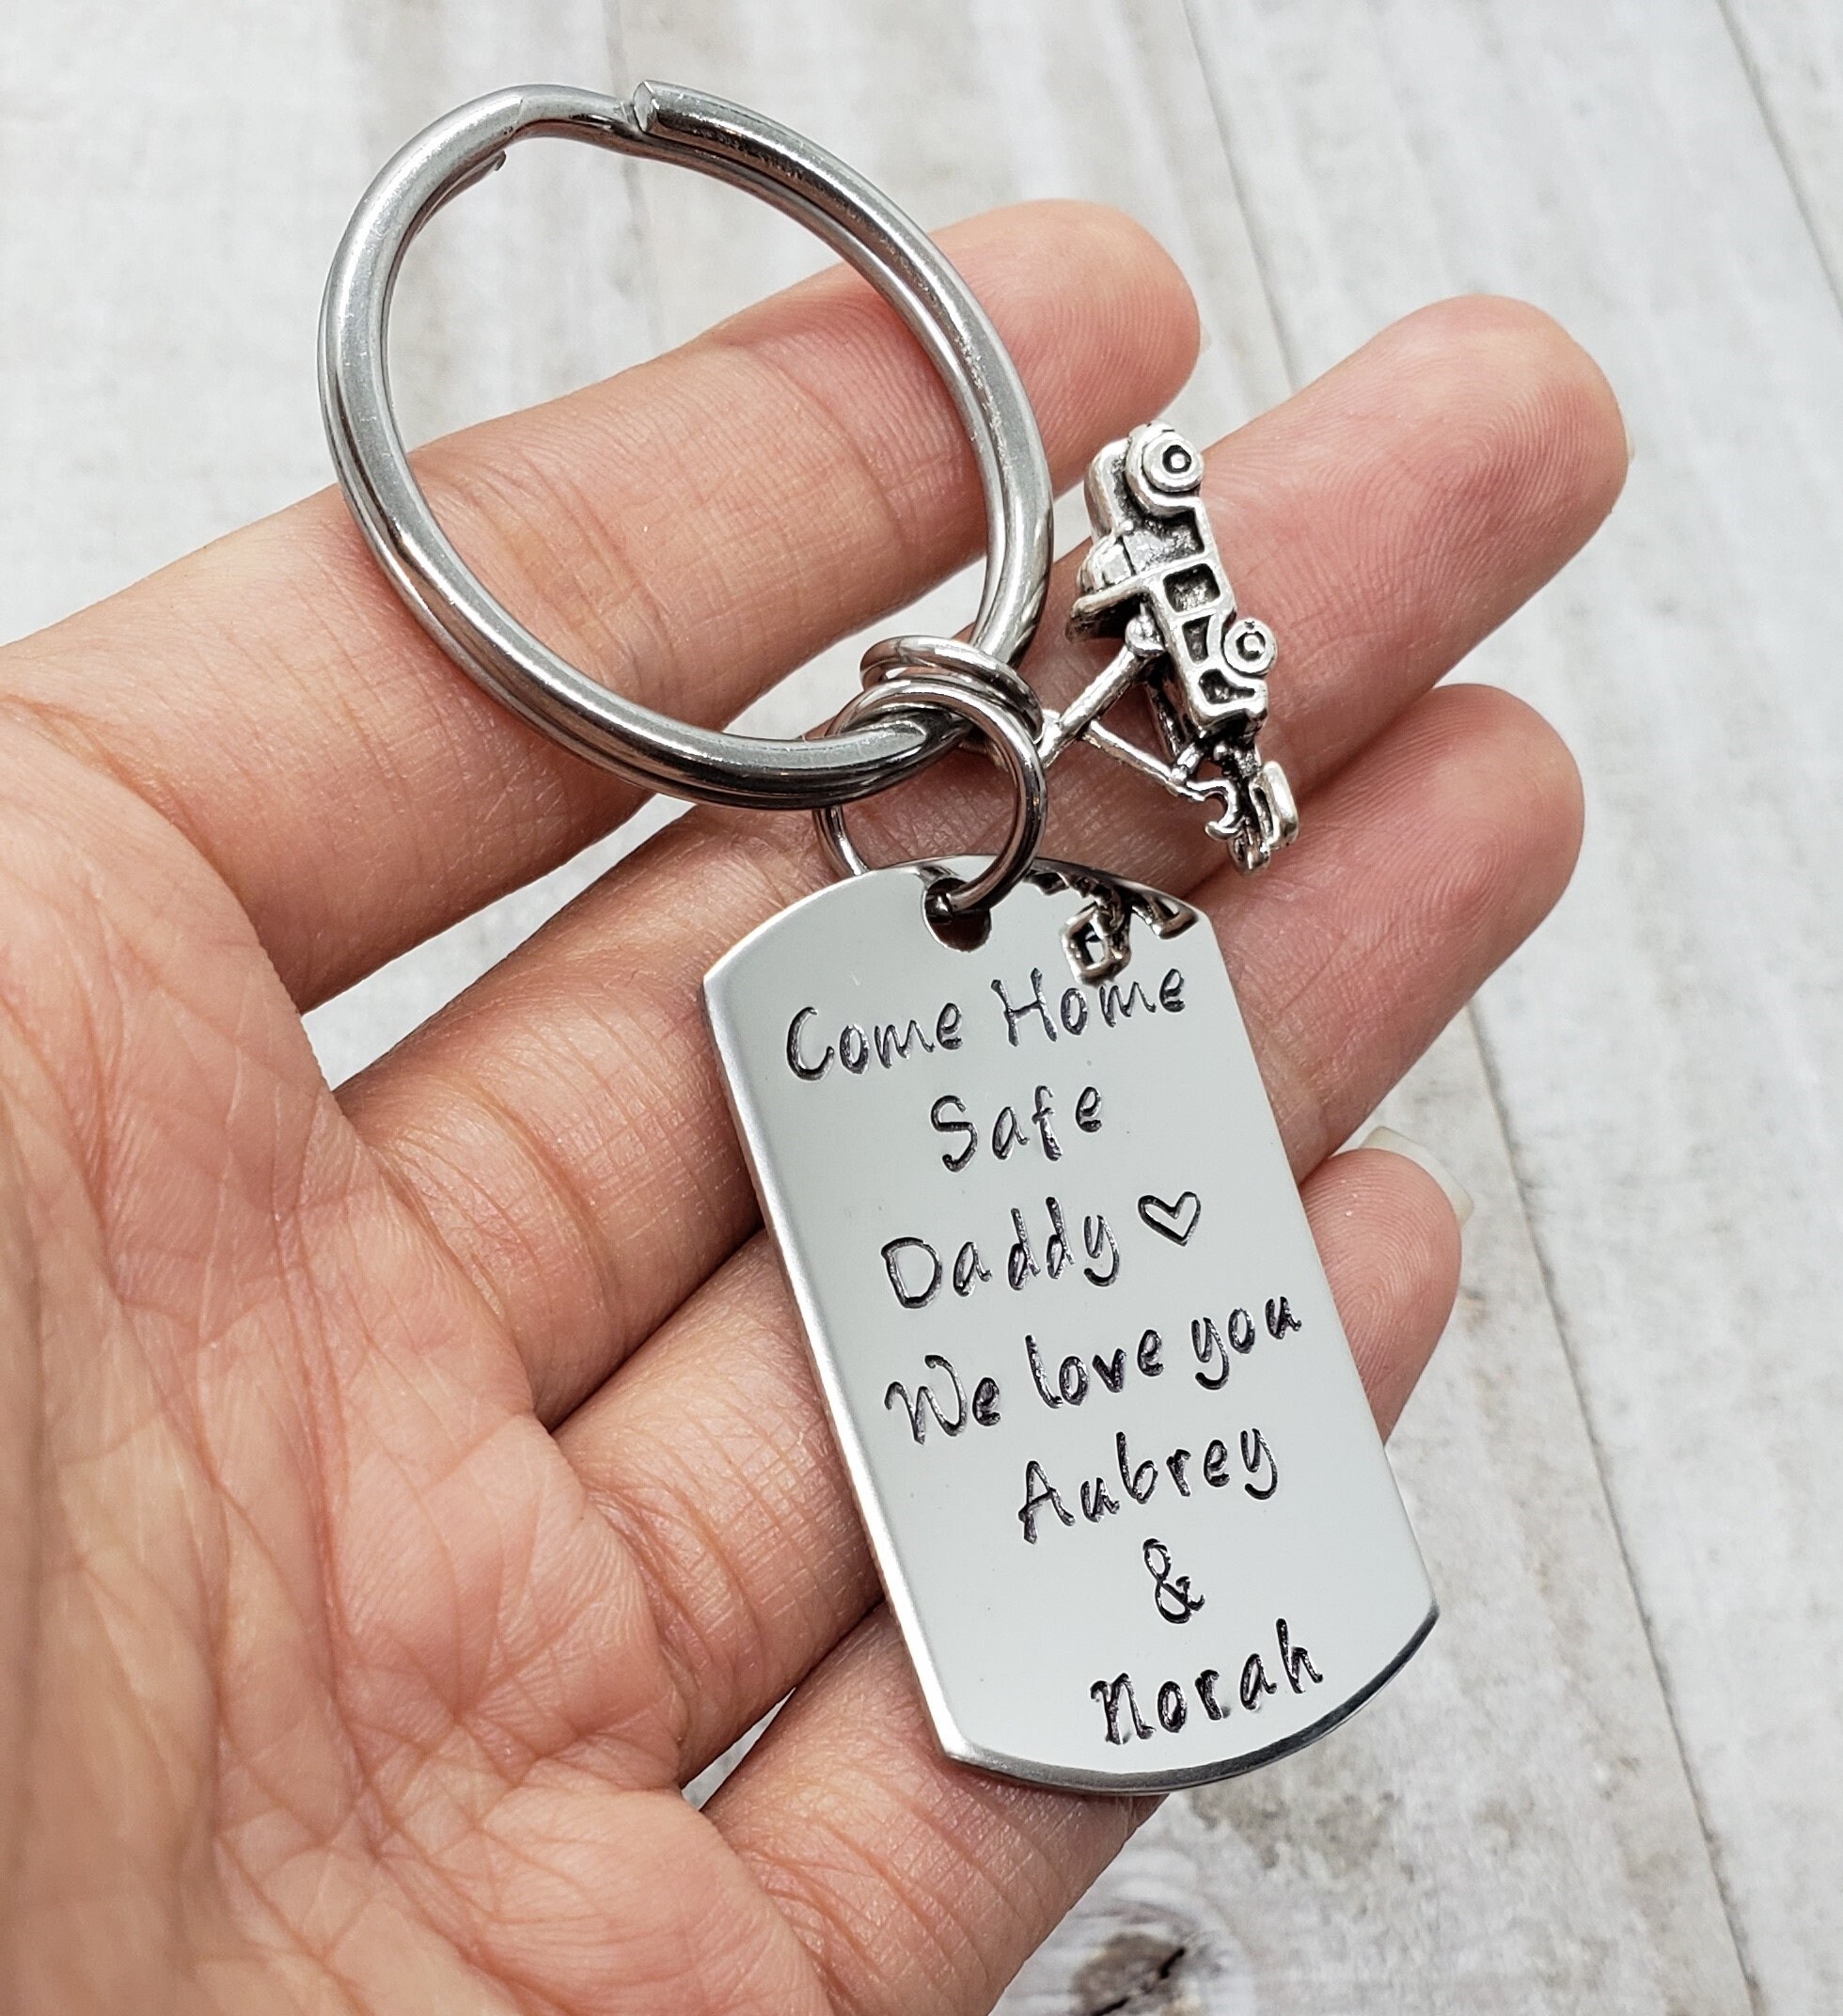 Come Home
Safe
Daddy ♡
We love you
Aubrey
&
Norah